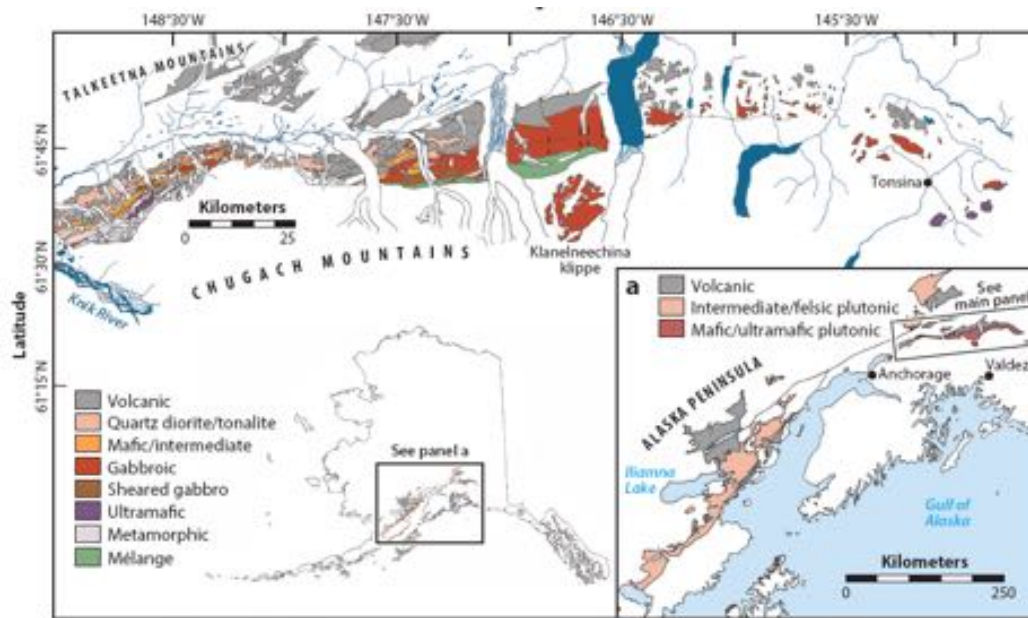 148°30'W 147°30'W 146°30'W 145°30'W
TALKEETNA MOUNTAINS
61°45'N
61°30'N
61°15'N
Latitude
Kilometers
0 25
CHUGACH MOUNTAINS
Knik River
Klanelneechina
klippe
Tonsina
Volcanic
Quartz diorite/tonalite
Mafic/intermediate
Gabbroic
Sheared gabbro
Ultramafic
Metamorphic
Mélange
See panel a
a
Volcanic
Intermediate/felsic plutonic
Mafic/ultramafic plutonic
See
main panel
Anchorage
Valdez
ALASKA PENINSULA
Iliamna
Lake
Gulf of
Alaska
Kilometers
0 250